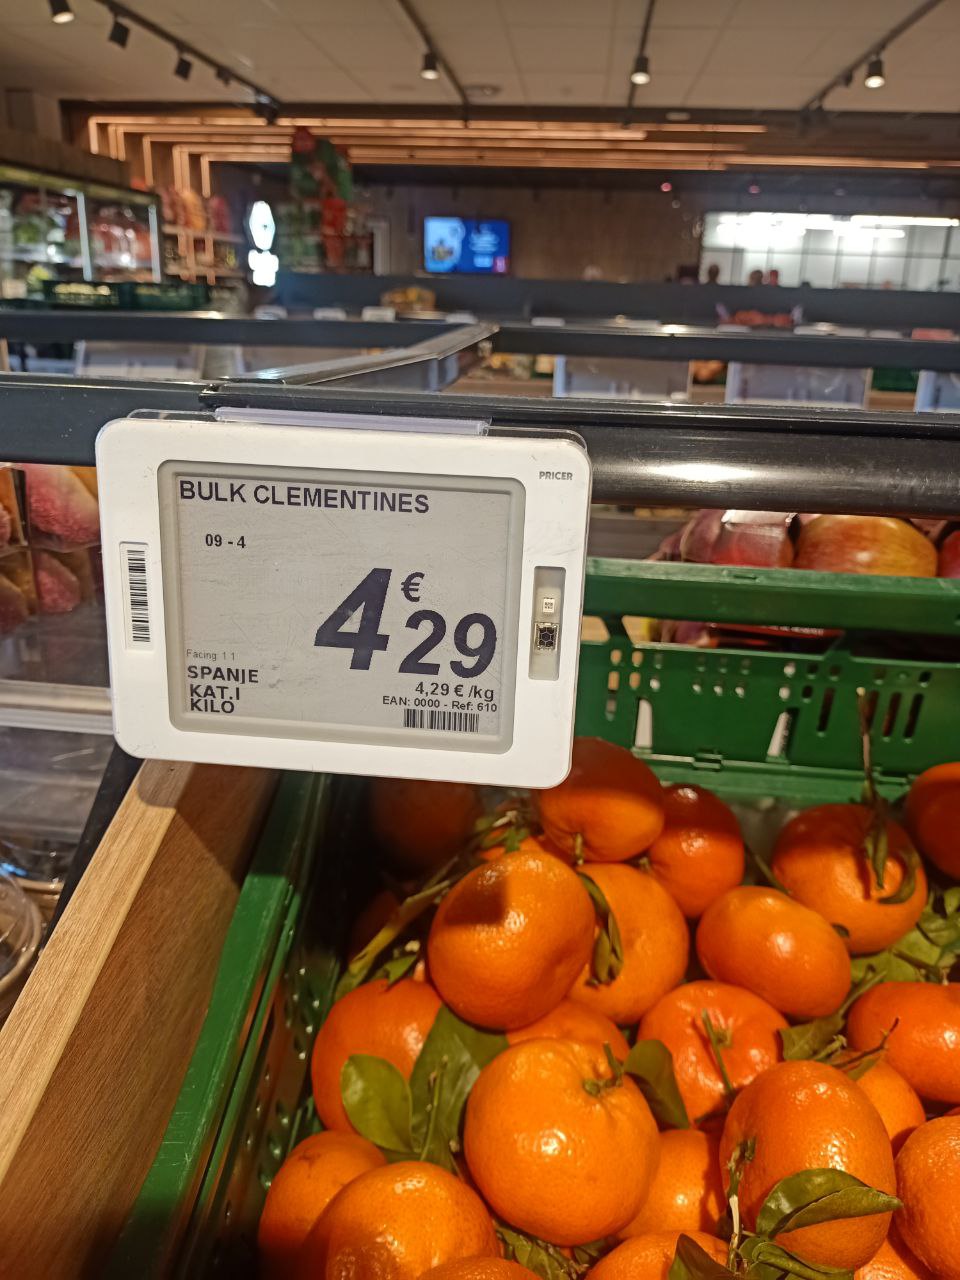 PRICER
BULK CLEMENTINES
09 - 4
4€29
Facing: 1 1
SPANJE
KAT.I
KILO
4,29 € /kg
EAN: 0000 - Ref: 610